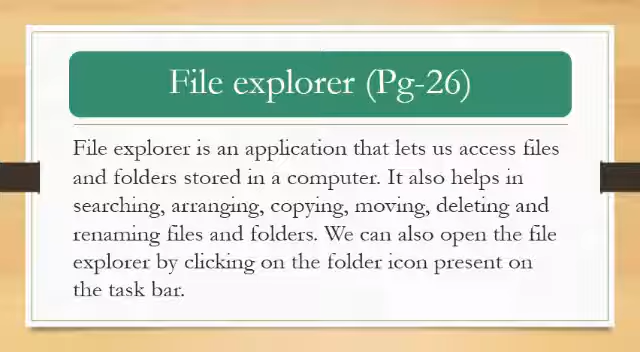 File explorer (Pg-26)
File explorer is an application that lets us access files
and folders stored in a computer. It also helps in
searching, arranging, copying, moving, deleting and
renaming files and folders. We can also open the file
explorer by clicking on the folder icon present on
the task bar.